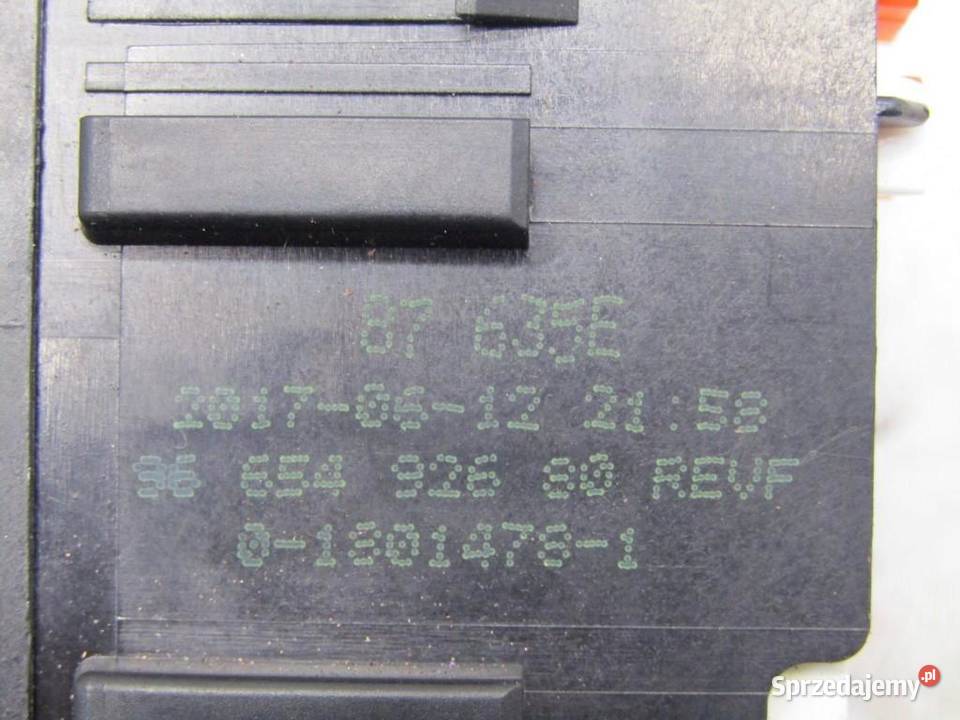 87 635E
2017-06-12 21:58
96 654 926 80 REVF
0-1801478-1
Sprzedajemy.pl